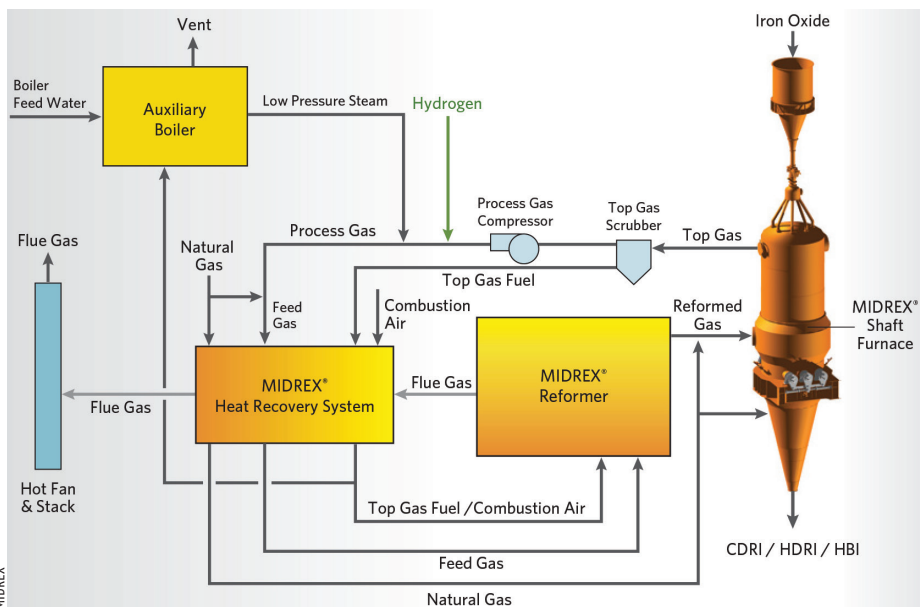 Vent
Iron Oxide
Boiler
Feed Water
Auxiliary
Boiler
Low Pressure Steam
Hydrogen
Process Gas
Compressor
Top Gas
Scrubber
Flue Gas
Natural
Gas
Process Gas
Top Gas
Top Gas Fuel
Feed
Gas
Combustion
Air
Reformed
Gas
MIDREX®
Shaft
Furnace
MIDREX®
Heat Recovery System
Flue Gas
MIDREX®
Reformer
Flue Gas
Hot Fan
& Stack
Top Gas Fuel /Combustion Air
CDRI / HDRI / HBI
Feed Gas
Natural Gas
MIDREX